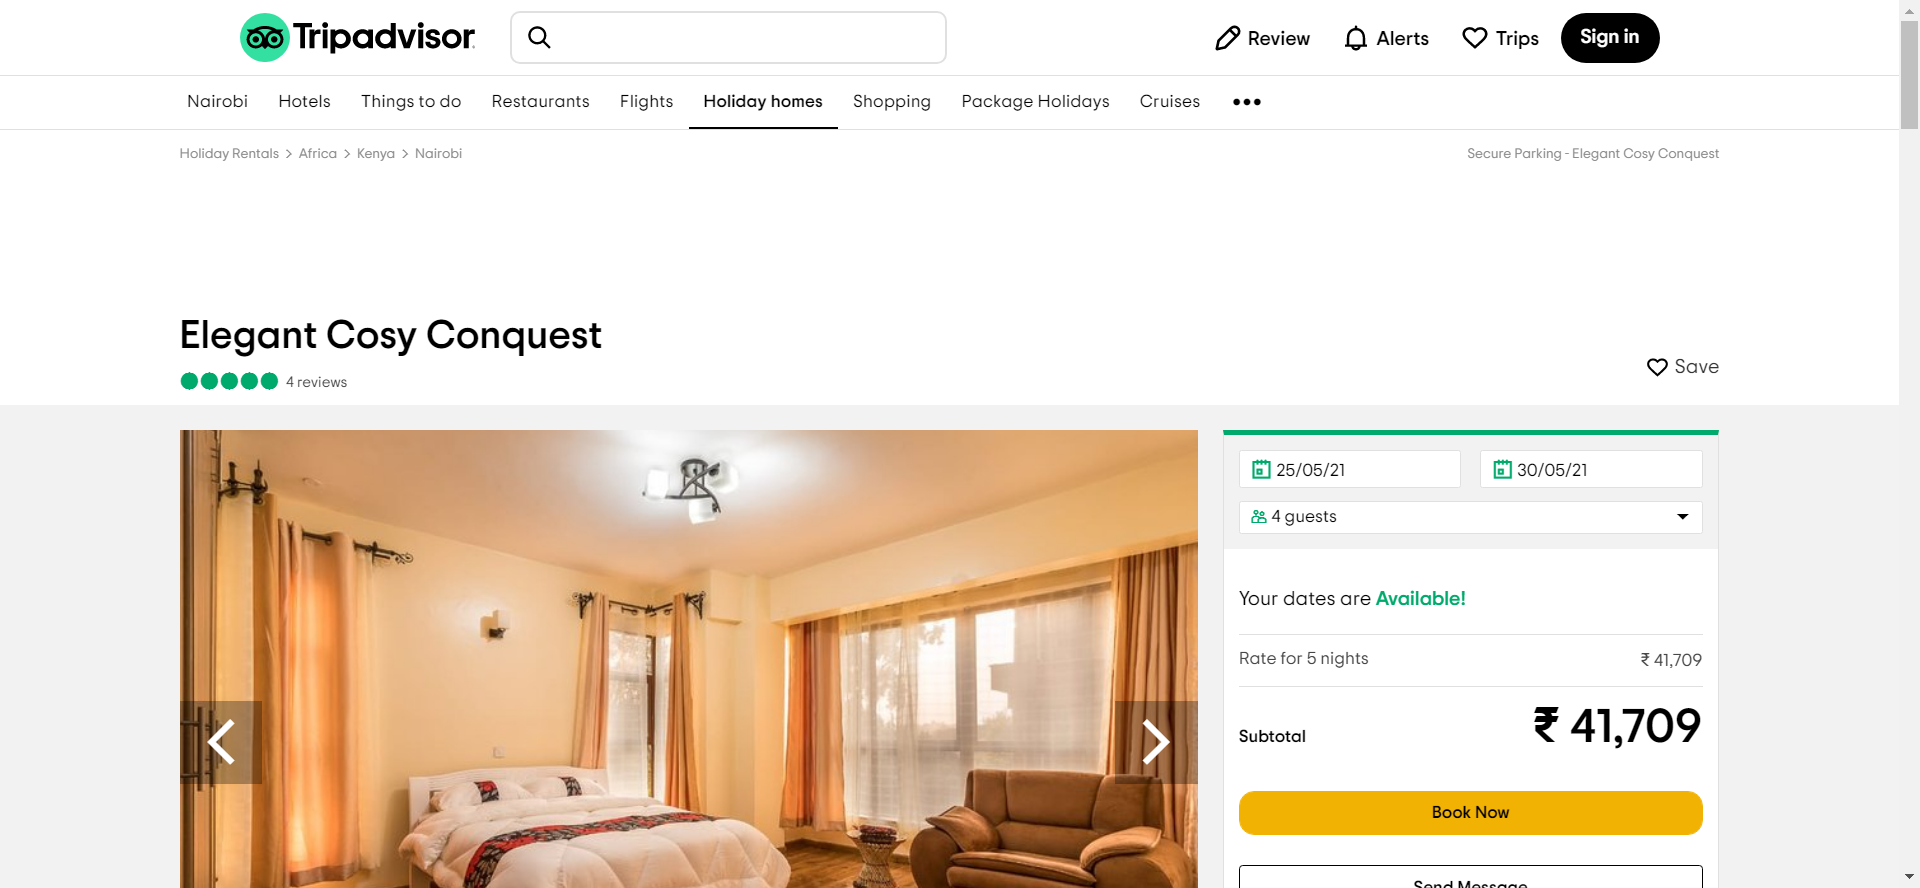 Tripadvisor
Review
Alerts
Trips
Sign in
Nairobi
Hotels
Things to do
Restaurants
Flights
Holiday homes
Shopping
Package Holidays
Cruises
Holiday Rentals > Africa > Kenya > Nairobi
Secure Parking - Elegant Cosy Conquest
Elegant Cosy Conquest
4 reviews
Save
25/05/21
30/05/21
4 guests
Your dates are Available!
Rate for 5 nights
₹ 41,709
Subtotal
₹ 41,709
Book Now
Send Message